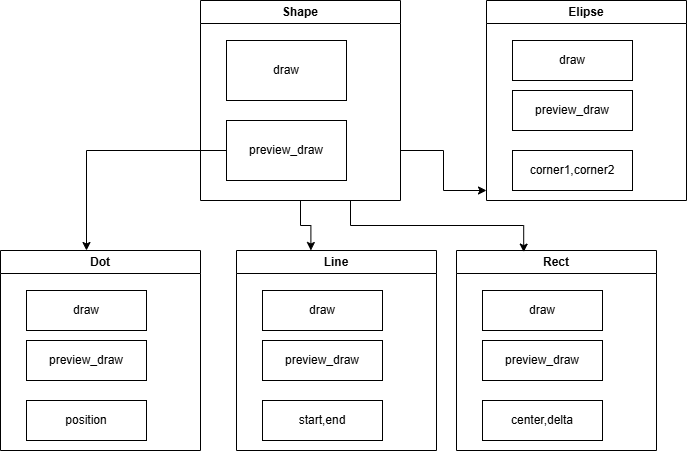 Shape
draw
preview_draw
Elipse
draw
preview_draw
corner1,corner2
Dot
draw
preview_draw
position
Line
draw
preview_draw
start,end
Rect
draw
preview_draw
center,delta